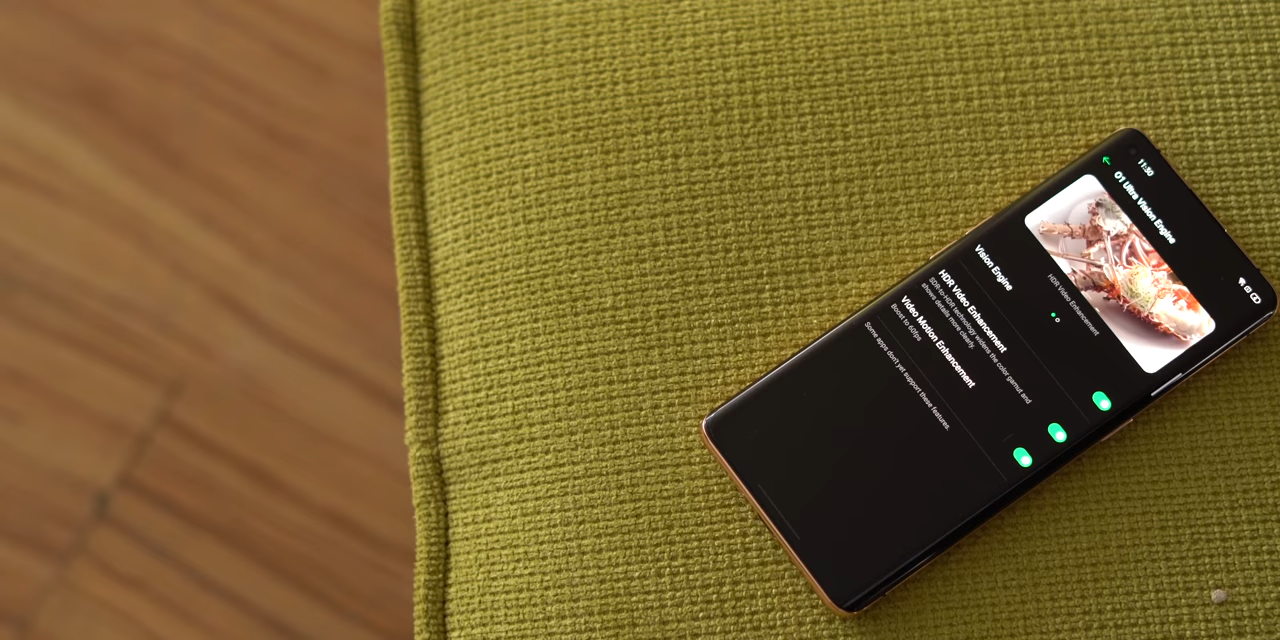 11:50
O1 Ultra Vision Engine
HDR Video Enhancement
Vision Engine
HDR Video Enhancement
SDR-to-HDR technology widens the color gamut and
shows details more clearly.
Video Motion Enhancement
Boost to 60fps
Some apps don't yet support these features.